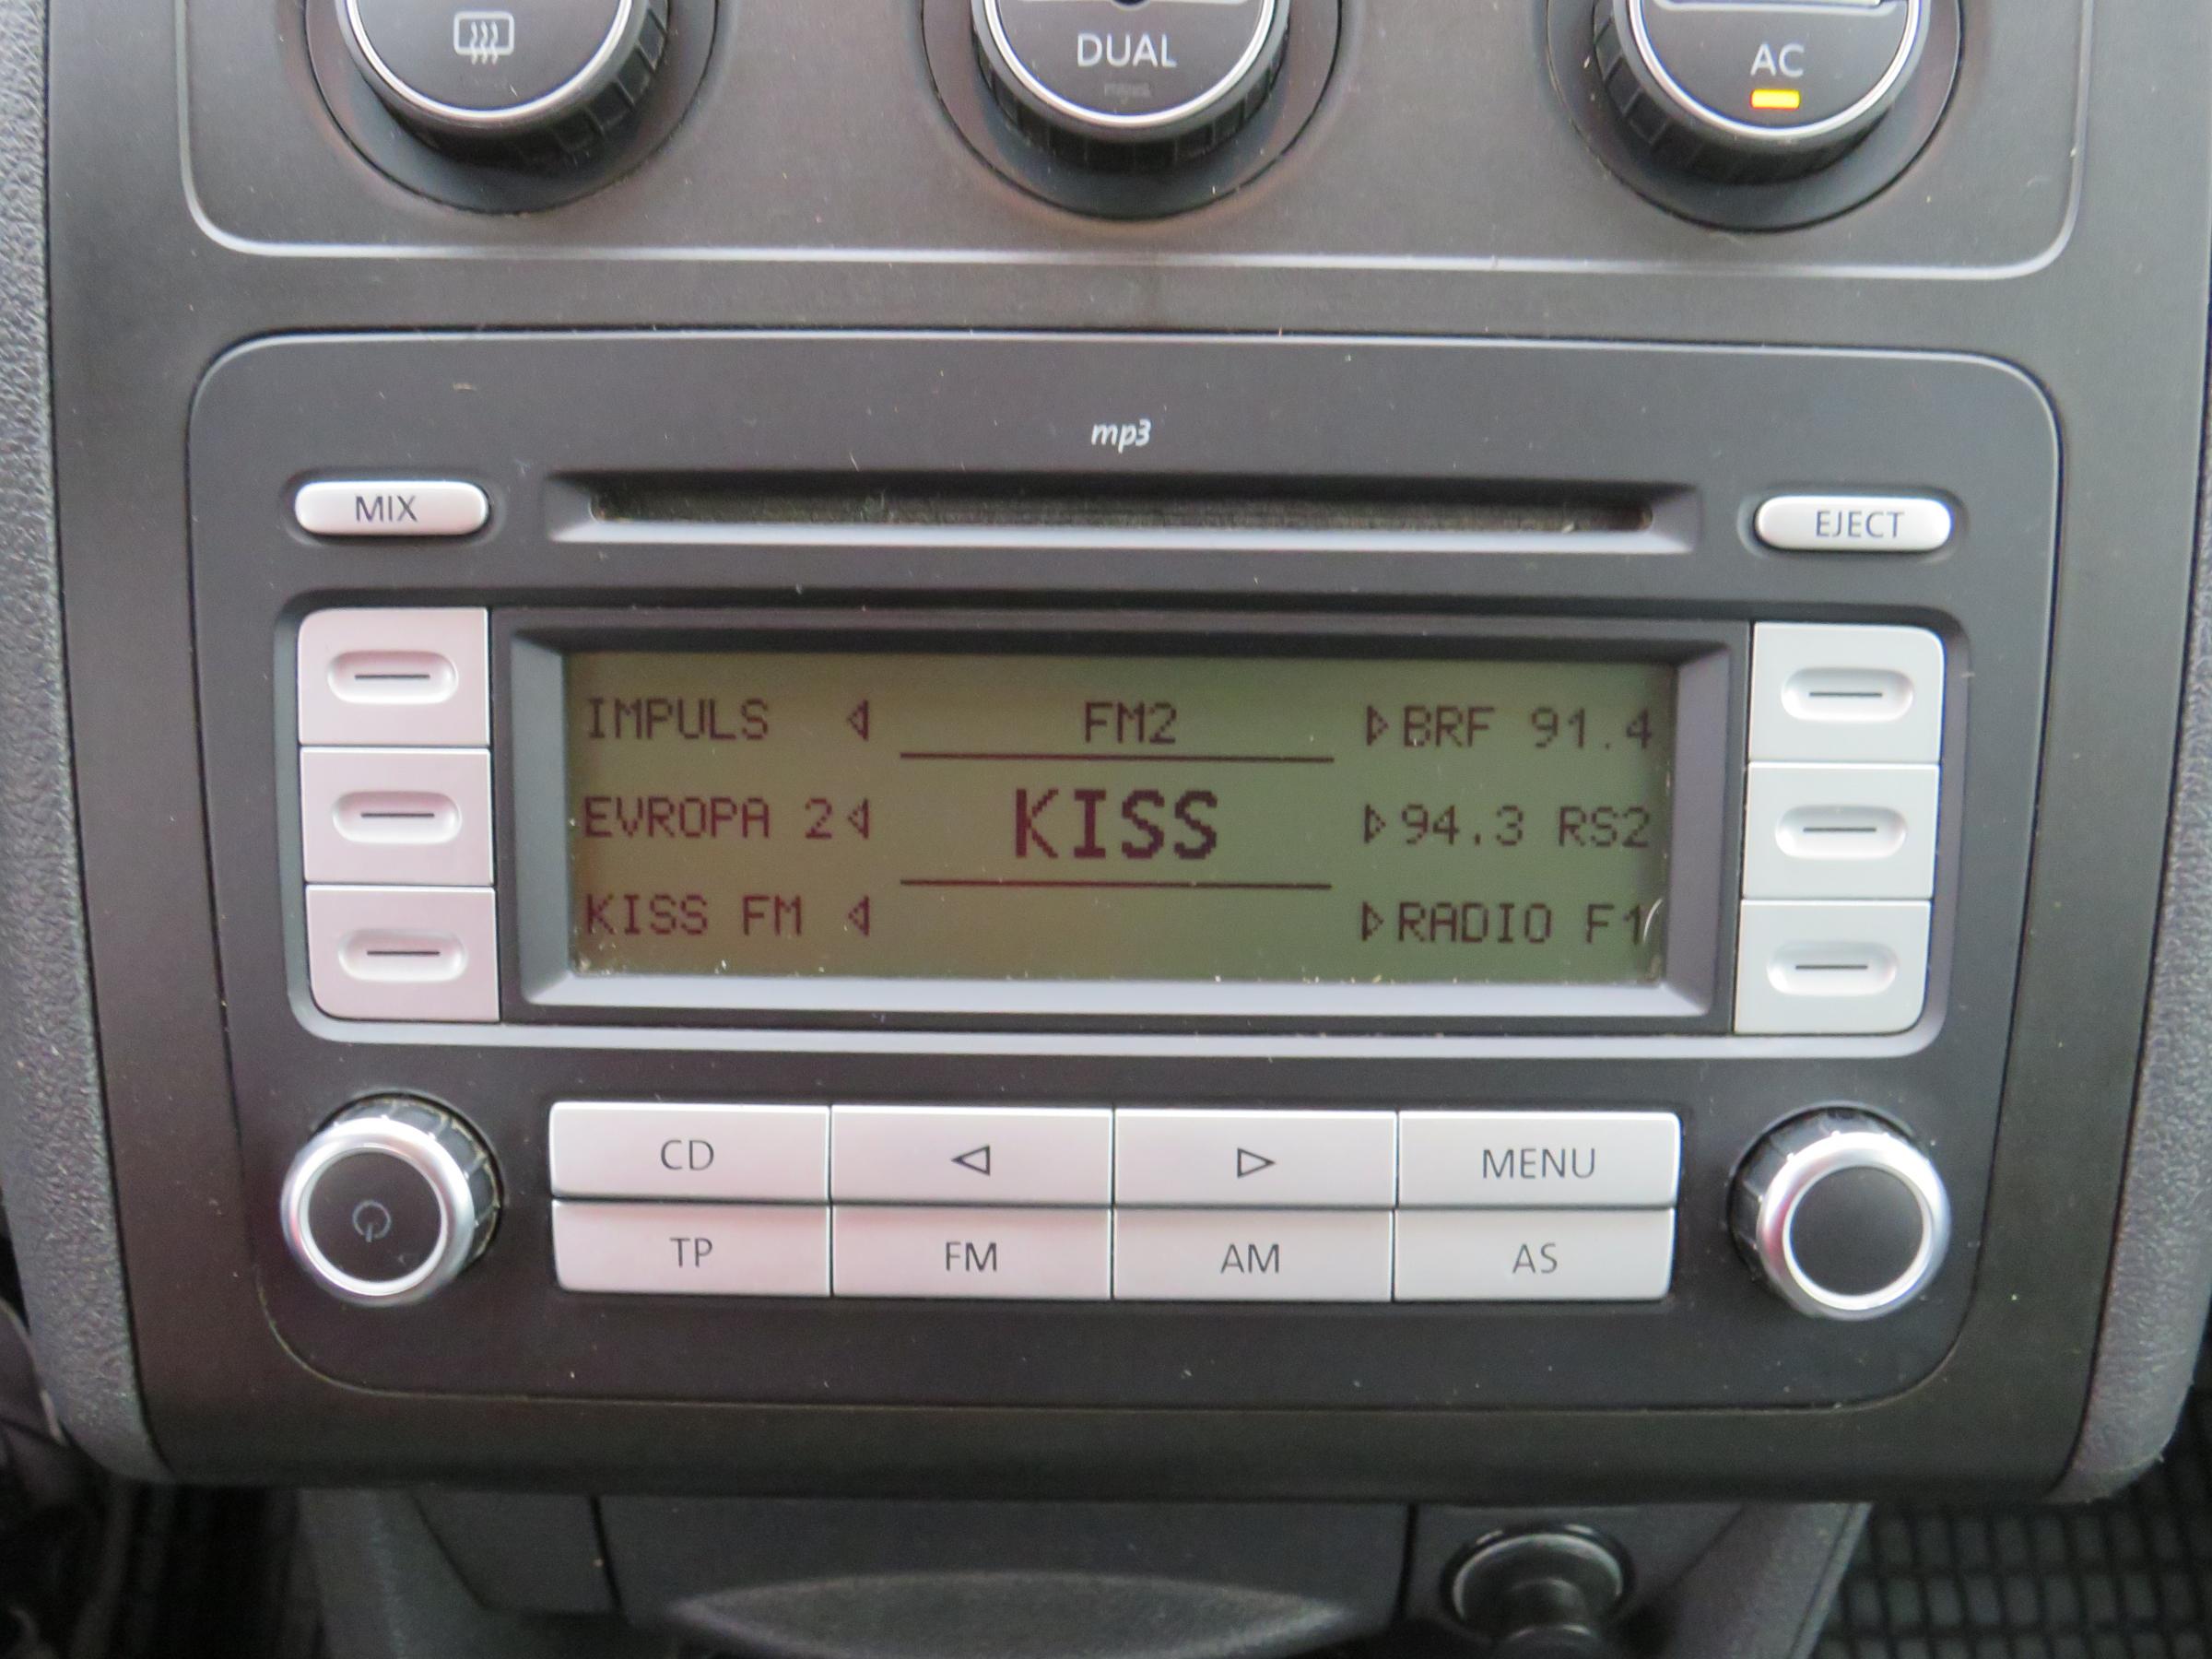 DUAL
AC
mp3
MIX
EJECT
IMPULS FM2 BRF 91.4
EVROPA 2 KISS 94.3 RS2
KISS FM RADIO F1
CD MENU
TP FM AM AS